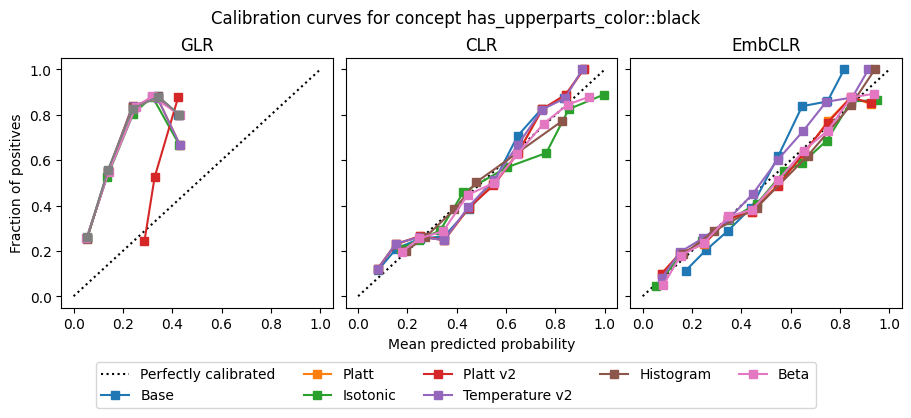 Calibration curves for concept has_upperparts_color::black
GLR
CLR
EmbCLR
Fraction of positives
1.0
0.8
0.6
0.4
0.2
0.0
0.0 0.2 0.4 0.6 0.8 1.0
0.0 0.2 0.4 0.6 0.8 1.0
0.0 0.2 0.4 0.6 0.8 1.0
Mean predicted probability
Perfectly calibrated
Base
Platt
Isotonic
Platt v2
Temperature v2
Histogram
Beta